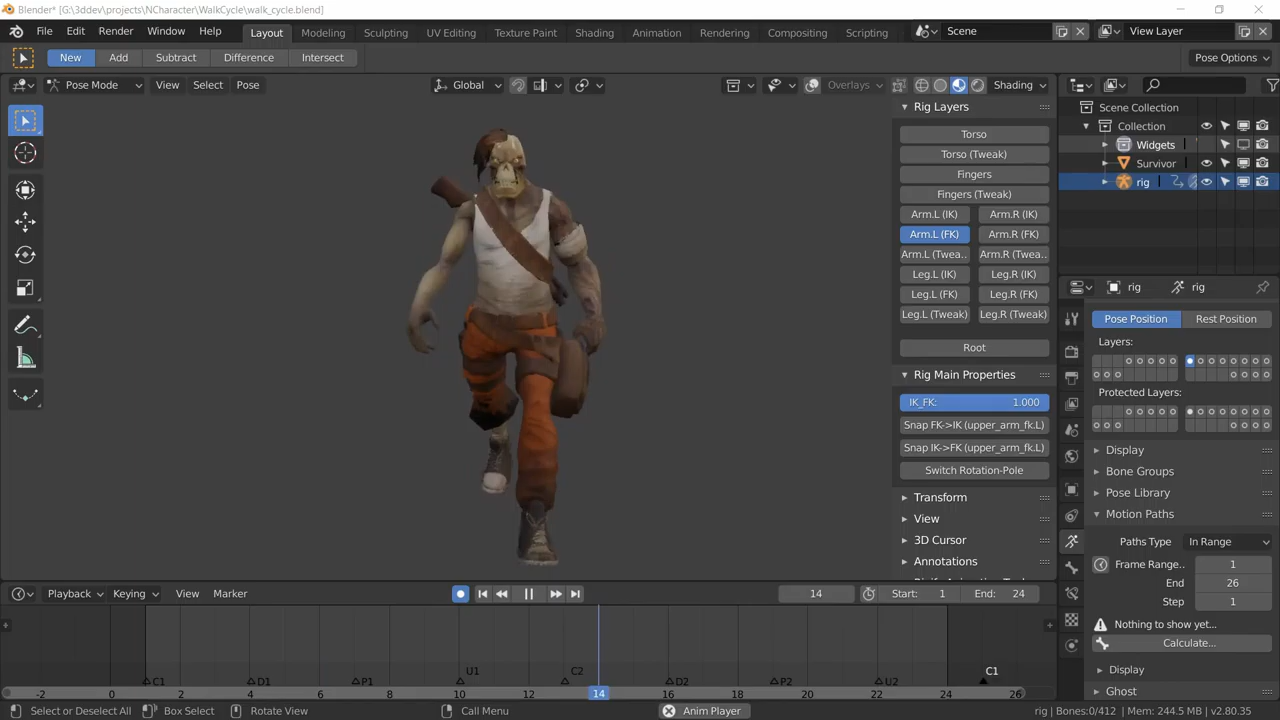 Blender* [G:\3ddev\projects\NCharacter\WalkCycle\walk_cycle.blend]
File Edit Render Window Help Layout Modeling Sculpting UV Editing Texture Paint Shading Animation Rendering Compositing Scripting Scene View Layer
New Add Subtract Difference Intersect Pose Options
Pose Mode View Select Pose Global Overlays Shading
Rig Layers
Torso
Torso (Tweak)
Fingers
Fingers (Tweak)
Arm.L (IK) Arm.R (IK)
Arm.L (FK) Arm.R (FK)
Arm.L (Twea.. Arm.R (Twea..
Leg.L (IK) Leg.R (IK)
Leg.L (FK) Leg.R (FK)
Leg.L (Tweak) Leg.R (Tweak)
Root
Rig Main Properties
IK_FK: 1.000
Snap FK->IK (upper_arm_fk.L)
Snap IK->FK (upper_arm_fk.L)
Switch Rotation-Pole
Transform
View
3D Cursor
Annotations
Scene Collection
Collection
Widgets
Survivor
rig
rig rig
Pose Position Rest Position
Layers:
Protected Layers:
Display
Bone Groups
Pose Library
Motion Paths
Paths Type In Range
Frame Range.. 1
End 26
Step 1
Nothing to show yet...
Calculate...
Display
Ghost
Playback Keying View Marker 14 Start: 1 End: 24
C1 D1 P1 U1 C2 D2 P2 U2 C1
-2 0 2 4 6 8 10 12 14 16 18 20 22 24 26
Select or Deselect All Box Select Rotate View Call Menu Anim Player rig | Bones:0/412 | Mem: 244.5 MB | v2.80.35